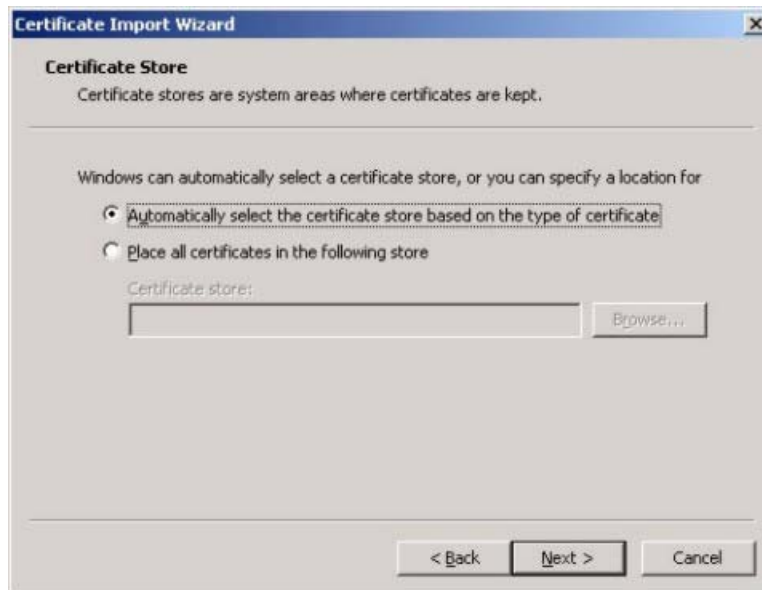 Certificate Import Wizard
Certificate Store
Certificate stores are system areas where certificates are kept.
Windows can automatically select a certificate store, or you can specify a location for
Automatically select the certificate store based on the type of certificate
Place all certificates in the following store
Certificate store:
Browse...
< Back
Next >
Cancel